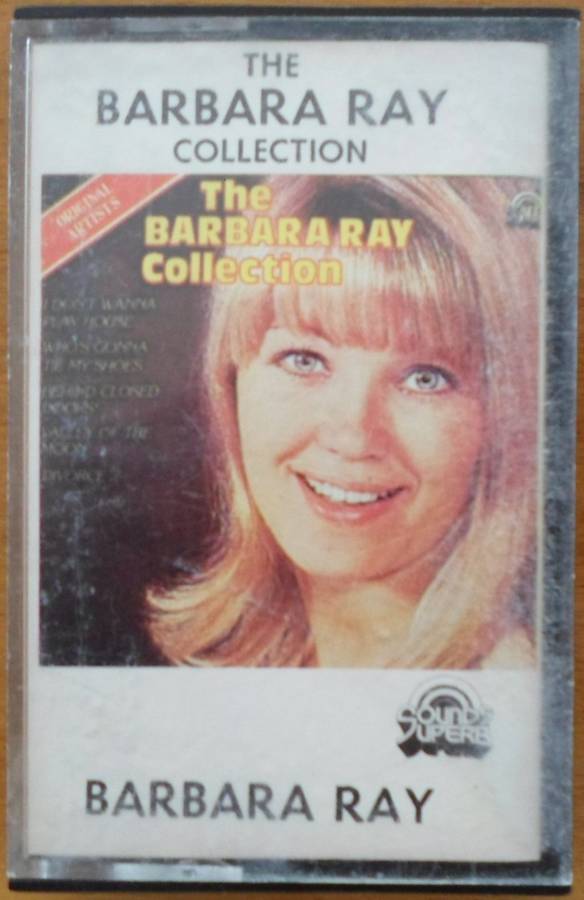 THE
BARBARA RAY
COLLECTION
ORIGINAL
ARTISTS
The
BARBARA RAY
Collection
I DON'T WANNA
PLAY HOUSE
WHO'S GONNA
TIE MY SHOES
BEHIND CLOSED
DOORS
VALLEY OF THE
MOON
DIVORCE
SOUNDS
SUPERB
BARBARA RAY